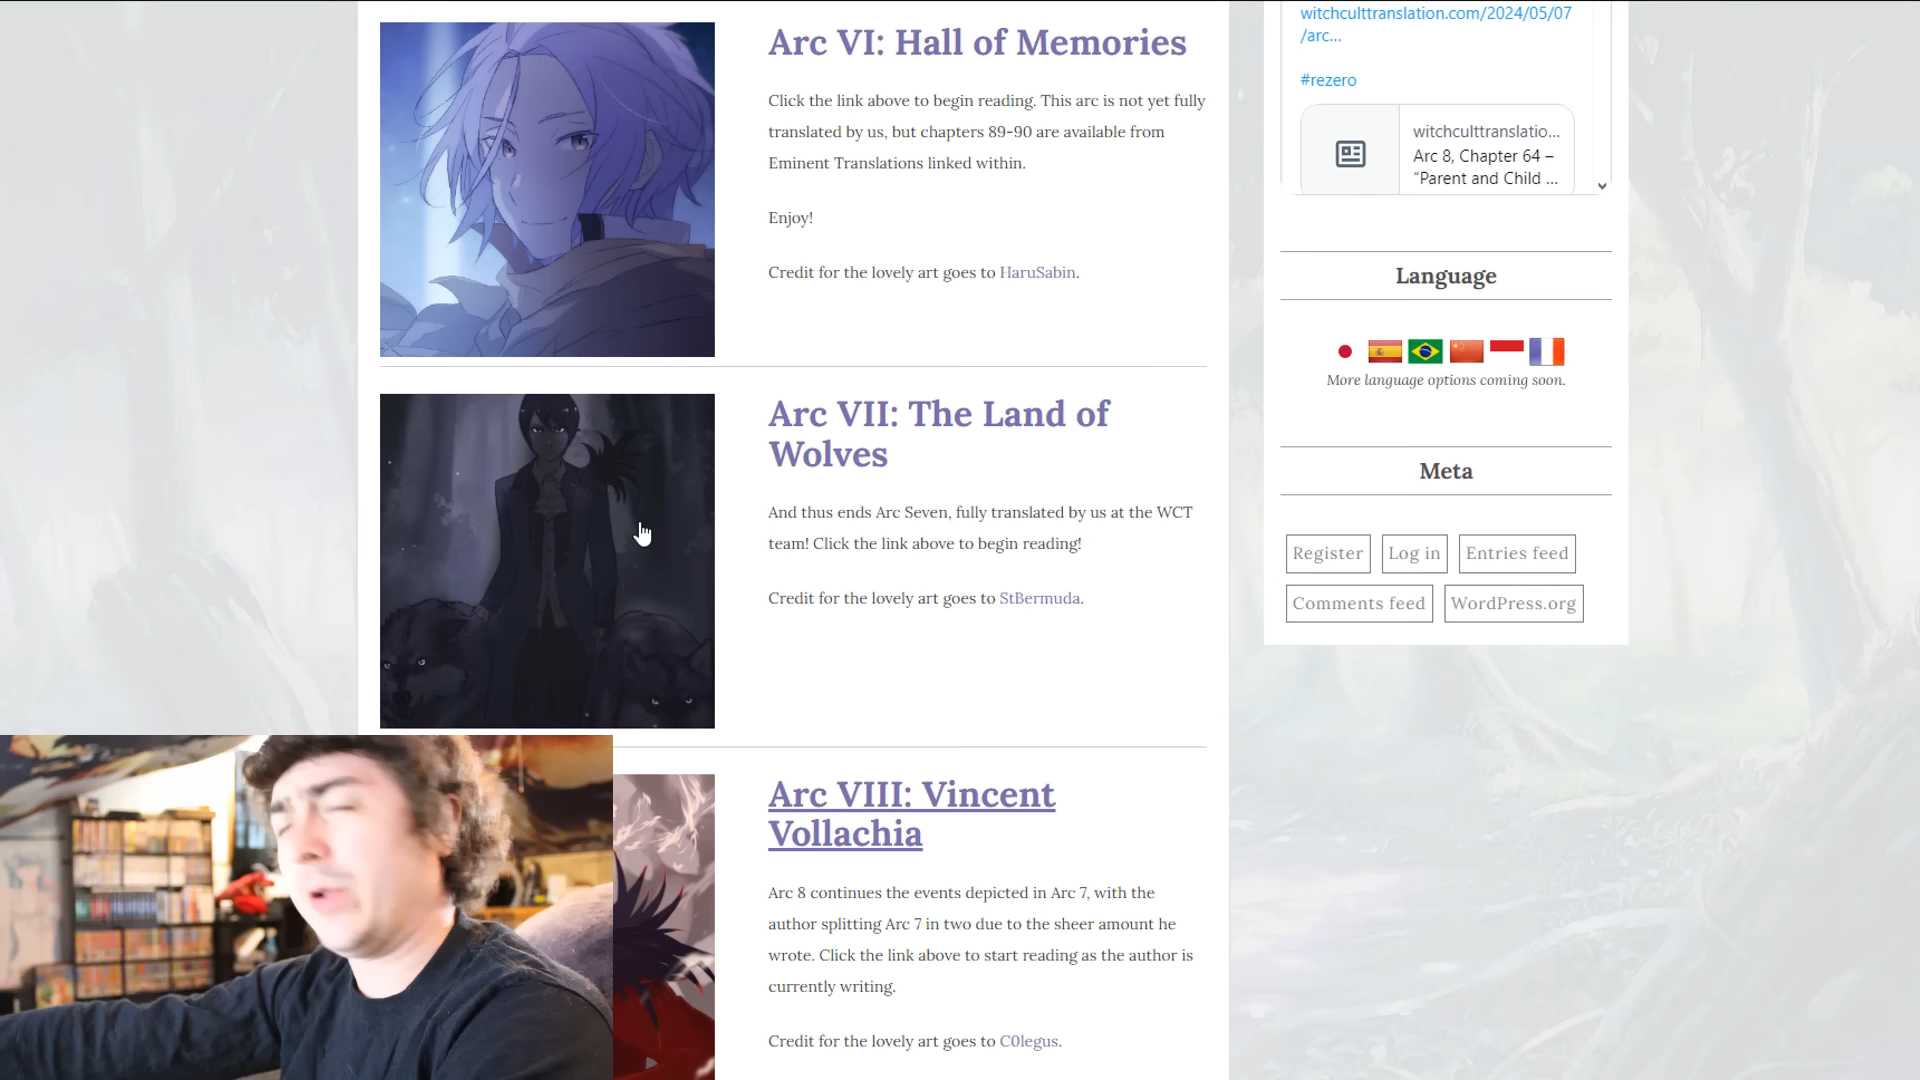 Arc VI: Hall of Memories
Click the link above to begin reading. This arc is not yet fully
translated by us, but chapters 89-90 are available from
Eminent Translations linked within.
Enjoy!
Credit for the lovely art goes to HaruSabin.
Arc VII: The Land of
Wolves
And thus ends Arc Seven, fully translated by us at the WCT
team! Click the link above to begin reading!
Credit for the lovely art goes to StBermuda.
Arc VIII: Vincent
Vollachia
Arc 8 continues the events depicted in Arc 7, with the
author splitting Arc 7 in two due to the sheer amount he
wrote. Click the link above to start reading as the author is
currently writing.
Credit for the lovely art goes to C0legus.
witchculttranslation.com/2024/05/07
/arc...
#rezero
witchculttranslatio...
Arc 8, Chapter 64 –
“Parent and Child ...
Language
More language options coming soon.
Meta
Register
Log in
Entries feed
Comments feed
WordPress.org